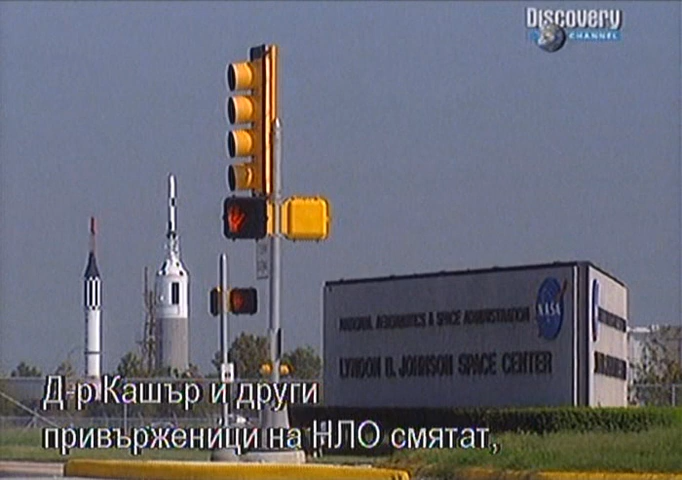 Discovery
CHANNEL
NATIONAL AERONAUTICS & SPACE ADMINISTRATION
NASA
LYNDON B. JOHNSON SPACE CENTER
Д-р Кашър и други
привърженици на НЛО смятат,